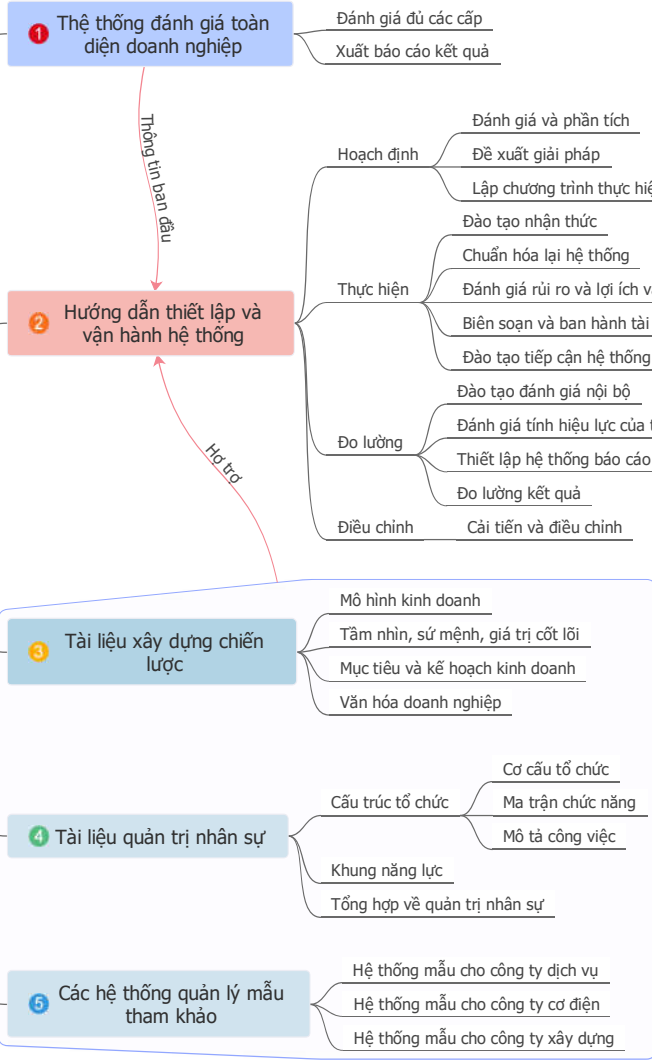 1 Thệ thống đánh giá toàn
diện doanh nghiệp
Đánh giá đủ các cấp
Xuất báo cáo kết quả
Thông tin ban đầu
2 Hướng dẫn thiết lập và
vận hành hệ thống
Hoạch định
Đánh giá và phân tích
Đề xuất giải pháp
Lập chương trình thực
Thực hiện
Đào tạo nhận thức
Chuẩn hóa lại hệ thống
Đánh giá rủi ro và lợi ích
Biên soạn và ban hành tài
Đào tạo tiếp cận hệ thống
Đo lường
Đào tạo đánh giá nội bộ
Đánh giá tính hiệu lực của
Thiết lập hệ thống báo cáo
Đo lường kết quả
Điều chỉnh
Cải tiến và điều chỉnh
Hợ trợ
3 Tài liệu xây dựng chiến
lược
Mô hình kinh doanh
Tầm nhìn, sứ mệnh, giá trị cốt lõi
Mục tiêu và kế hoạch kinh doanh
Văn hóa doanh nghiệp
4 Tài liệu quản trị nhân sự
Cấu trúc tổ chức
Cơ cấu tổ chức
Ma trận chức năng
Mô tả công việc
Khung năng lực
Tổng hợp về quản trị nhân sự
5 Các hệ thống quản lý mẫu
tham khảo
Hệ thống mẫu cho công ty dịch vụ
Hệ thống mẫu cho công ty cơ điện
Hệ thống mẫu cho công ty xây dựng